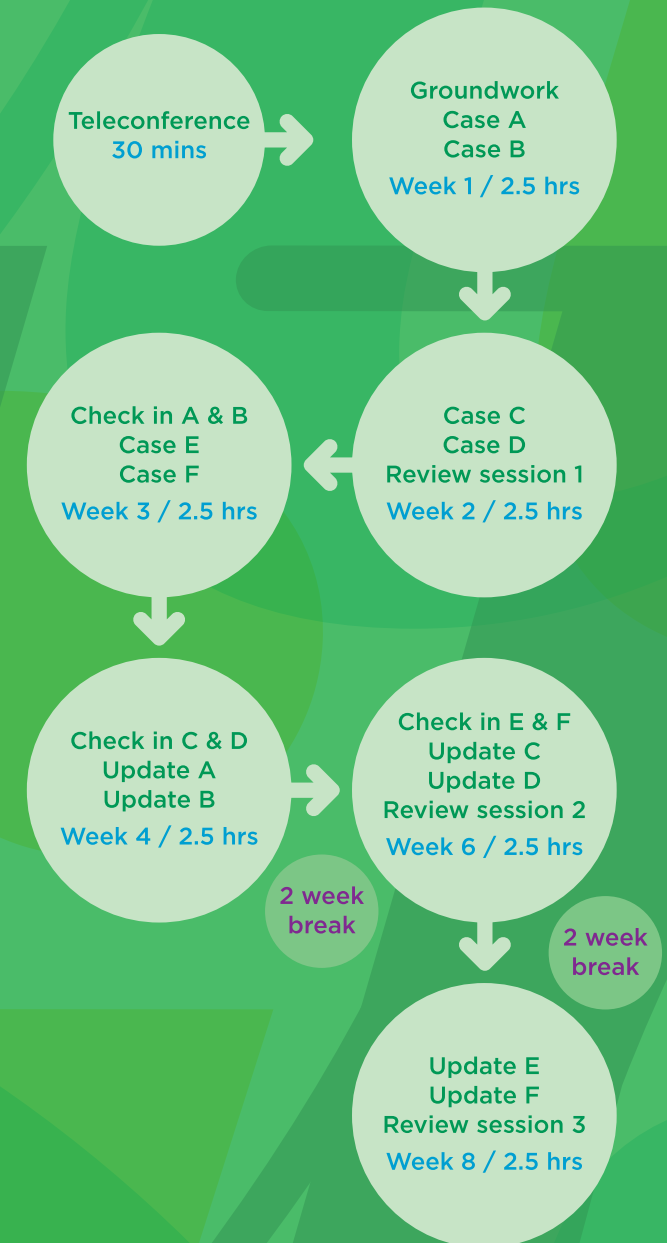 Teleconference
30 mins
Groundwork
Case A
Case B
Week 1 / 2.5 hrs
Case C
Case D
Review session 1
Week 2 / 2.5 hrs
Check in A & B
Case E
Case F
Week 3 / 2.5 hrs
Check in C & D
Update A
Update B
Week 4 / 2.5 hrs
2 week
break
Check in E & F
Update C
Update D
Review session 2
Week 6 / 2.5 hrs
2 week
break
Update E
Update F
Review session 3
Week 8 / 2.5 hrs